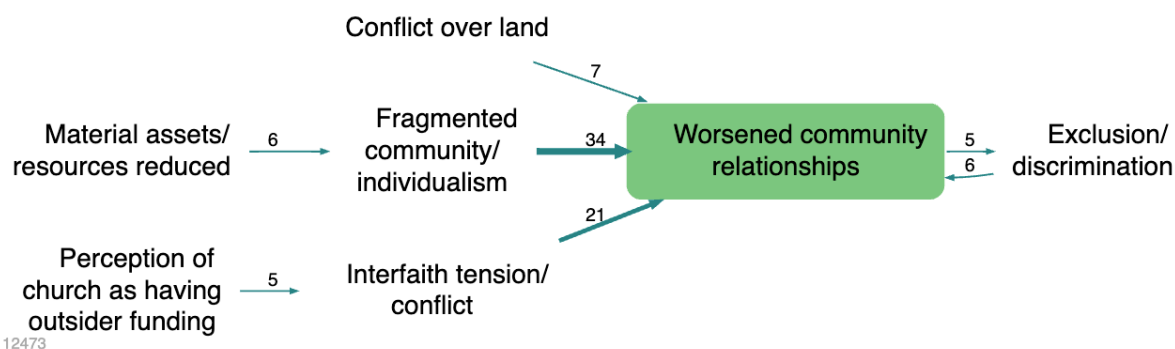 Conflict over land
7
Material assets/
resources reduced
6
Fragmented
community/
individualism
34
Worsened community
relationships
5
6
Exclusion/
discrimination
21
Perception of
church as having
outsider funding
5
Interfaith tension/
conflict
12473